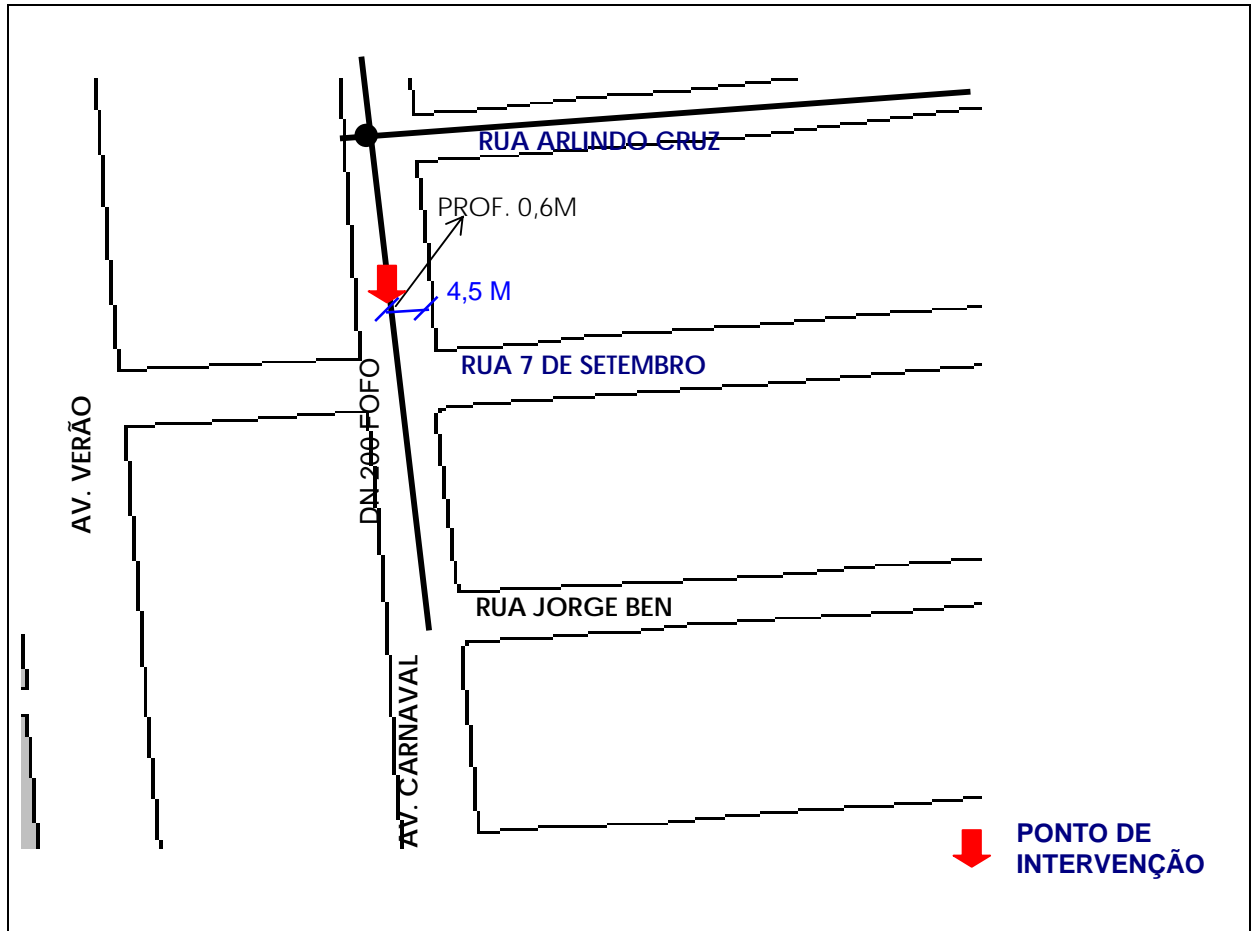 RUA ARLINDO CRUZ
PROF. 0,6M
4,5 M
RUA 7 DE SETEMBRO
DN 200 FOFO
AV. VERÃO
RUA JORGE BEN
AV. CARNAVAL
PONTO DE
INTERVENÇÃO